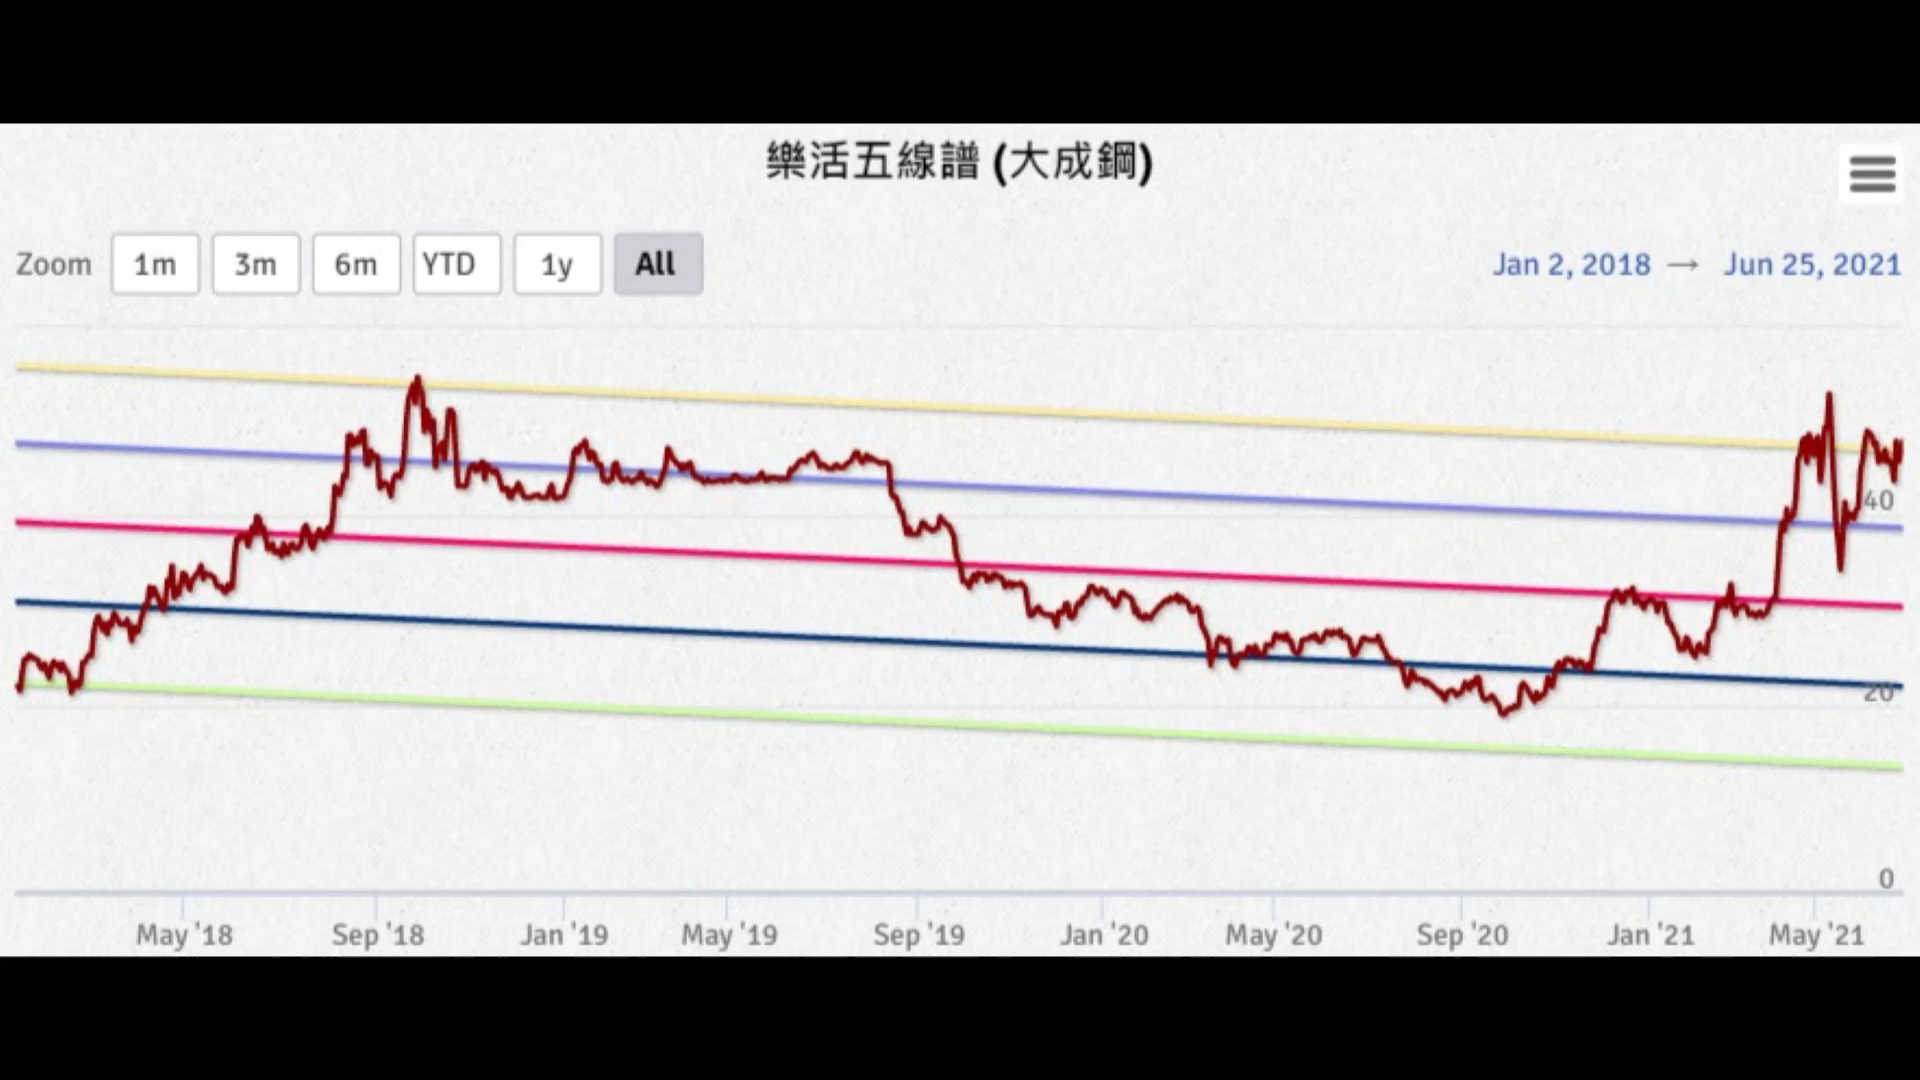 樂活五線譜 (大成鋼)
Zoom 1m 3m 6m YTD 1y All Jan 2, 2018 → Jun 25, 2021
40
20
0
May '18 Sep '18 Jan '19 May '19 Sep '19 Jan '20 May '20 Sep '20 Jan '21 May '21